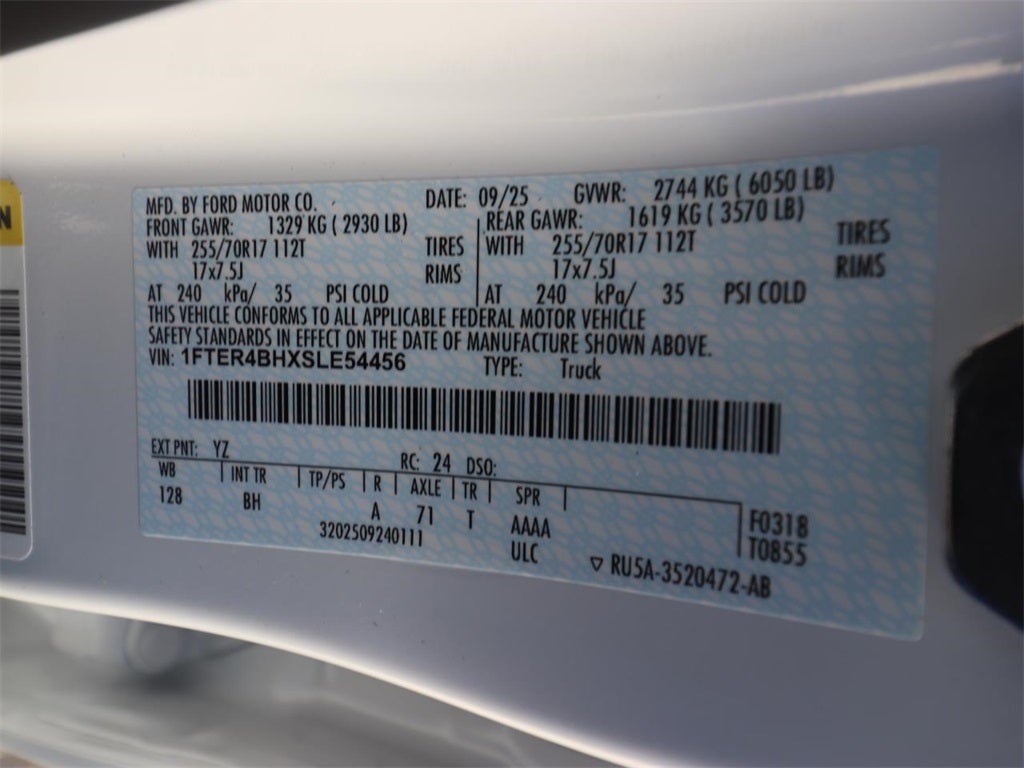 N
MFD. BY FORD MOTOR CO. DATE: 09/25 GVWR: 2744 KG ( 6050 LB)
FRONT GAWR: 1329 KG ( 2930 LB) REAR GAWR: 1619 KG ( 3570 LB)
WITH 255/70R17 112T TIRES WITH 255/70R17 112T TIRES
17x7.5J RIMS 17x7.5J RIMS
AT 240 kPa/ 35 PSI COLD AT 240 kPa/ 35 PSI COLD
THIS VEHICLE CONFORMS TO ALL APPLICABLE FEDERAL MOTOR VEHICLE
SAFETY STANDARDS IN EFFECT ON THE DATE OF MANUFACTURE SHOWN ABOVE.
VIN: 1FTER4BHXSLE54456 TYPE: Truck
EXT PNT: YZ RC: 24 DSO:
WB INT TR TP/PS R AXLE TR SPR
128 BH A 71 T AAAA F0318
3202509240111 ULC T0855
RU5A-3520472-AB